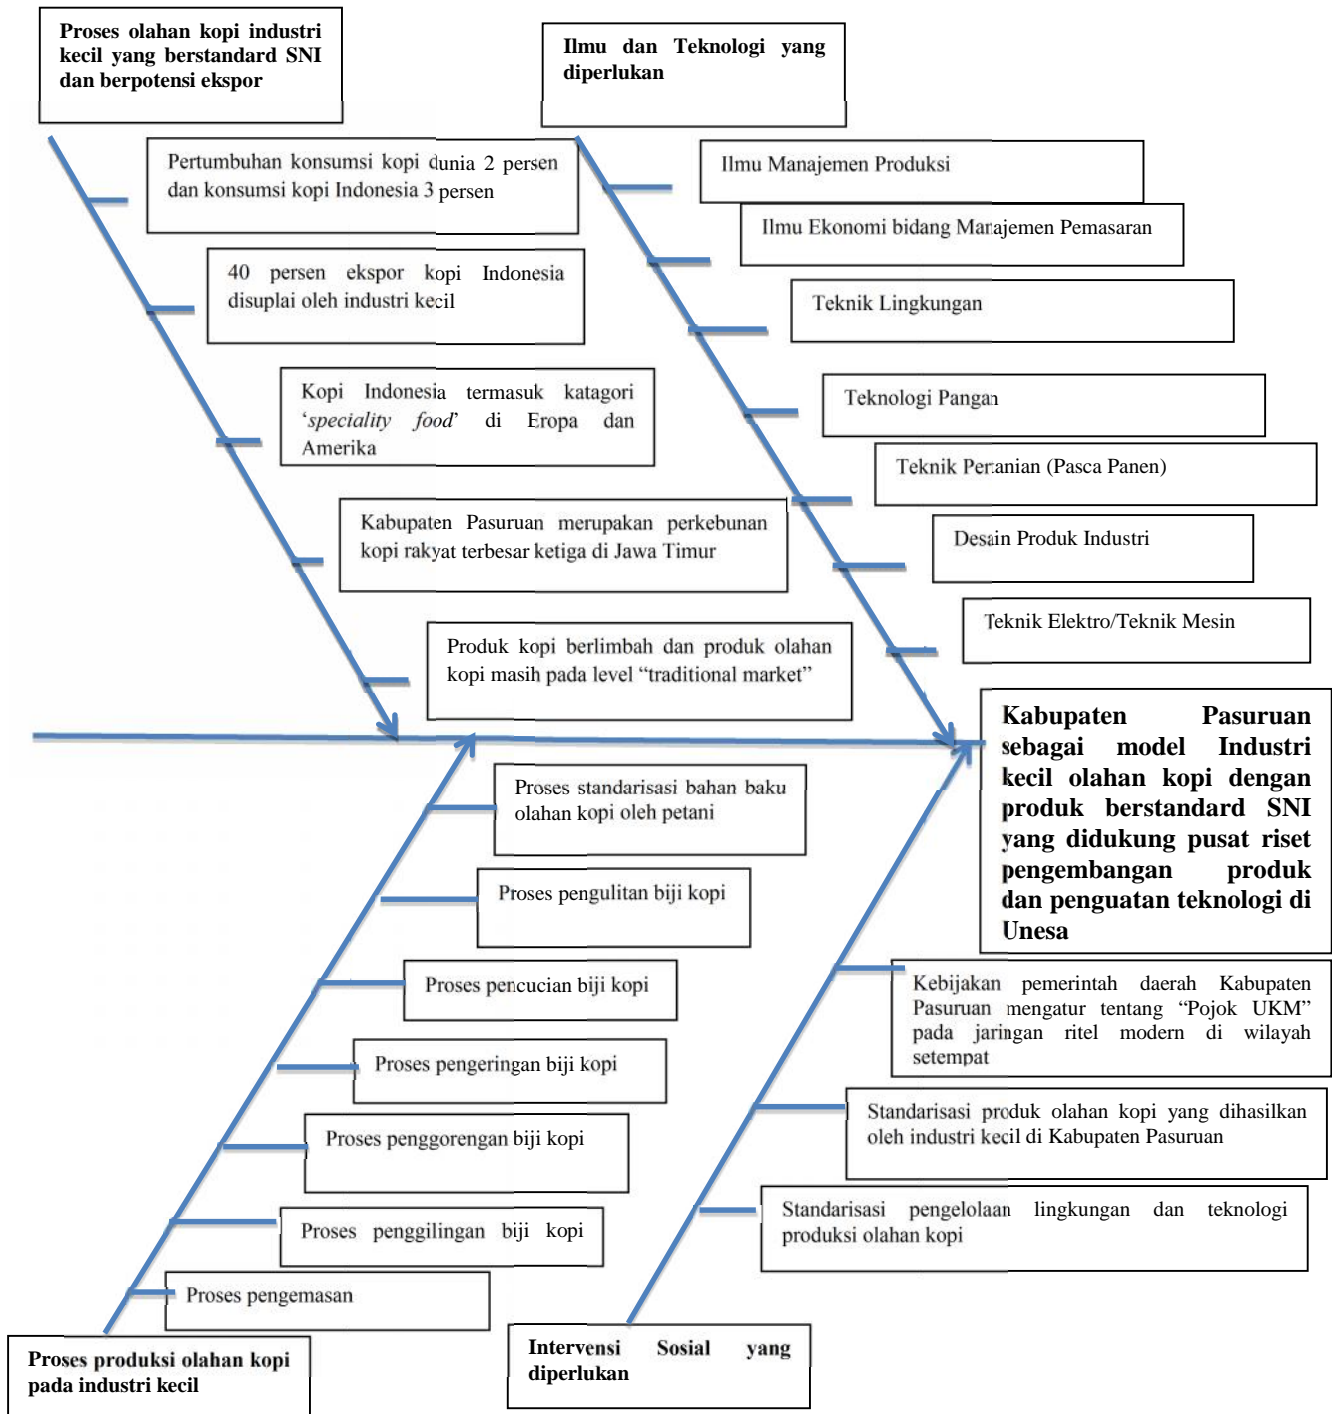 Proses olahan kopi industri
kecil yang berstandard SNI
dan berpotensi ekspor
Pertumbuhan konsumsi kopi dunia 2 persen
dan konsumsi kopi Indonesia 3 persen
40 persen ekspor kopi Indonesia
disuplai oleh industri kecil
Kopi Indonesia termasuk katagori
‘speciality food’ di Eropa dan
Amerika
Kabupaten Pasuruan merupakan perkebunan
kopi rakyat terbesar ketiga di Jawa Timur
Produk kopi berlimbah dan produk olahan
kopi masih pada level “traditional market”
Ilmu dan Teknologi yang
diperlukan
Ilmu Manajemen Produksi
Ilmu Ekonomi bidang Manajemen Pemasaran
Teknik Lingkungan
Teknologi Pangan
Teknik Pertanian (Pasca Panen)
Desain Produk Industri
Teknik Elektro/Teknik Mesin
Kabupaten Pasuruan
sebagai model Industri
kecil olahan kopi dengan
produk berstandard SNI
yang didukung pusat riset
pengembangan produk
dan penguatan teknologi di
Unesa
Proses standarisasi bahan baku
olahan kopi oleh petani
Proses pengulitan biji kopi
Proses pencucian biji kopi
Proses pengeringan biji kopi
Proses penggorengan biji kopi
Proses penggilingan biji kopi
Proses pengemasan
Proses produksi olahan kopi
pada industri kecil
Kebijakan pemerintah daerah Kabupaten
Pasuruan mengatur tentang “Pojok UKM”
pada jaringan ritel modern di wilayah
setempat
Standarisasi produk olahan kopi yang dihasilkan
oleh industri kecil di Kabupaten Pasuruan
Standarisasi pengelolaan lingkungan dan teknologi
produksi olahan kopi
Intervensi Sosial yang
diperlukan